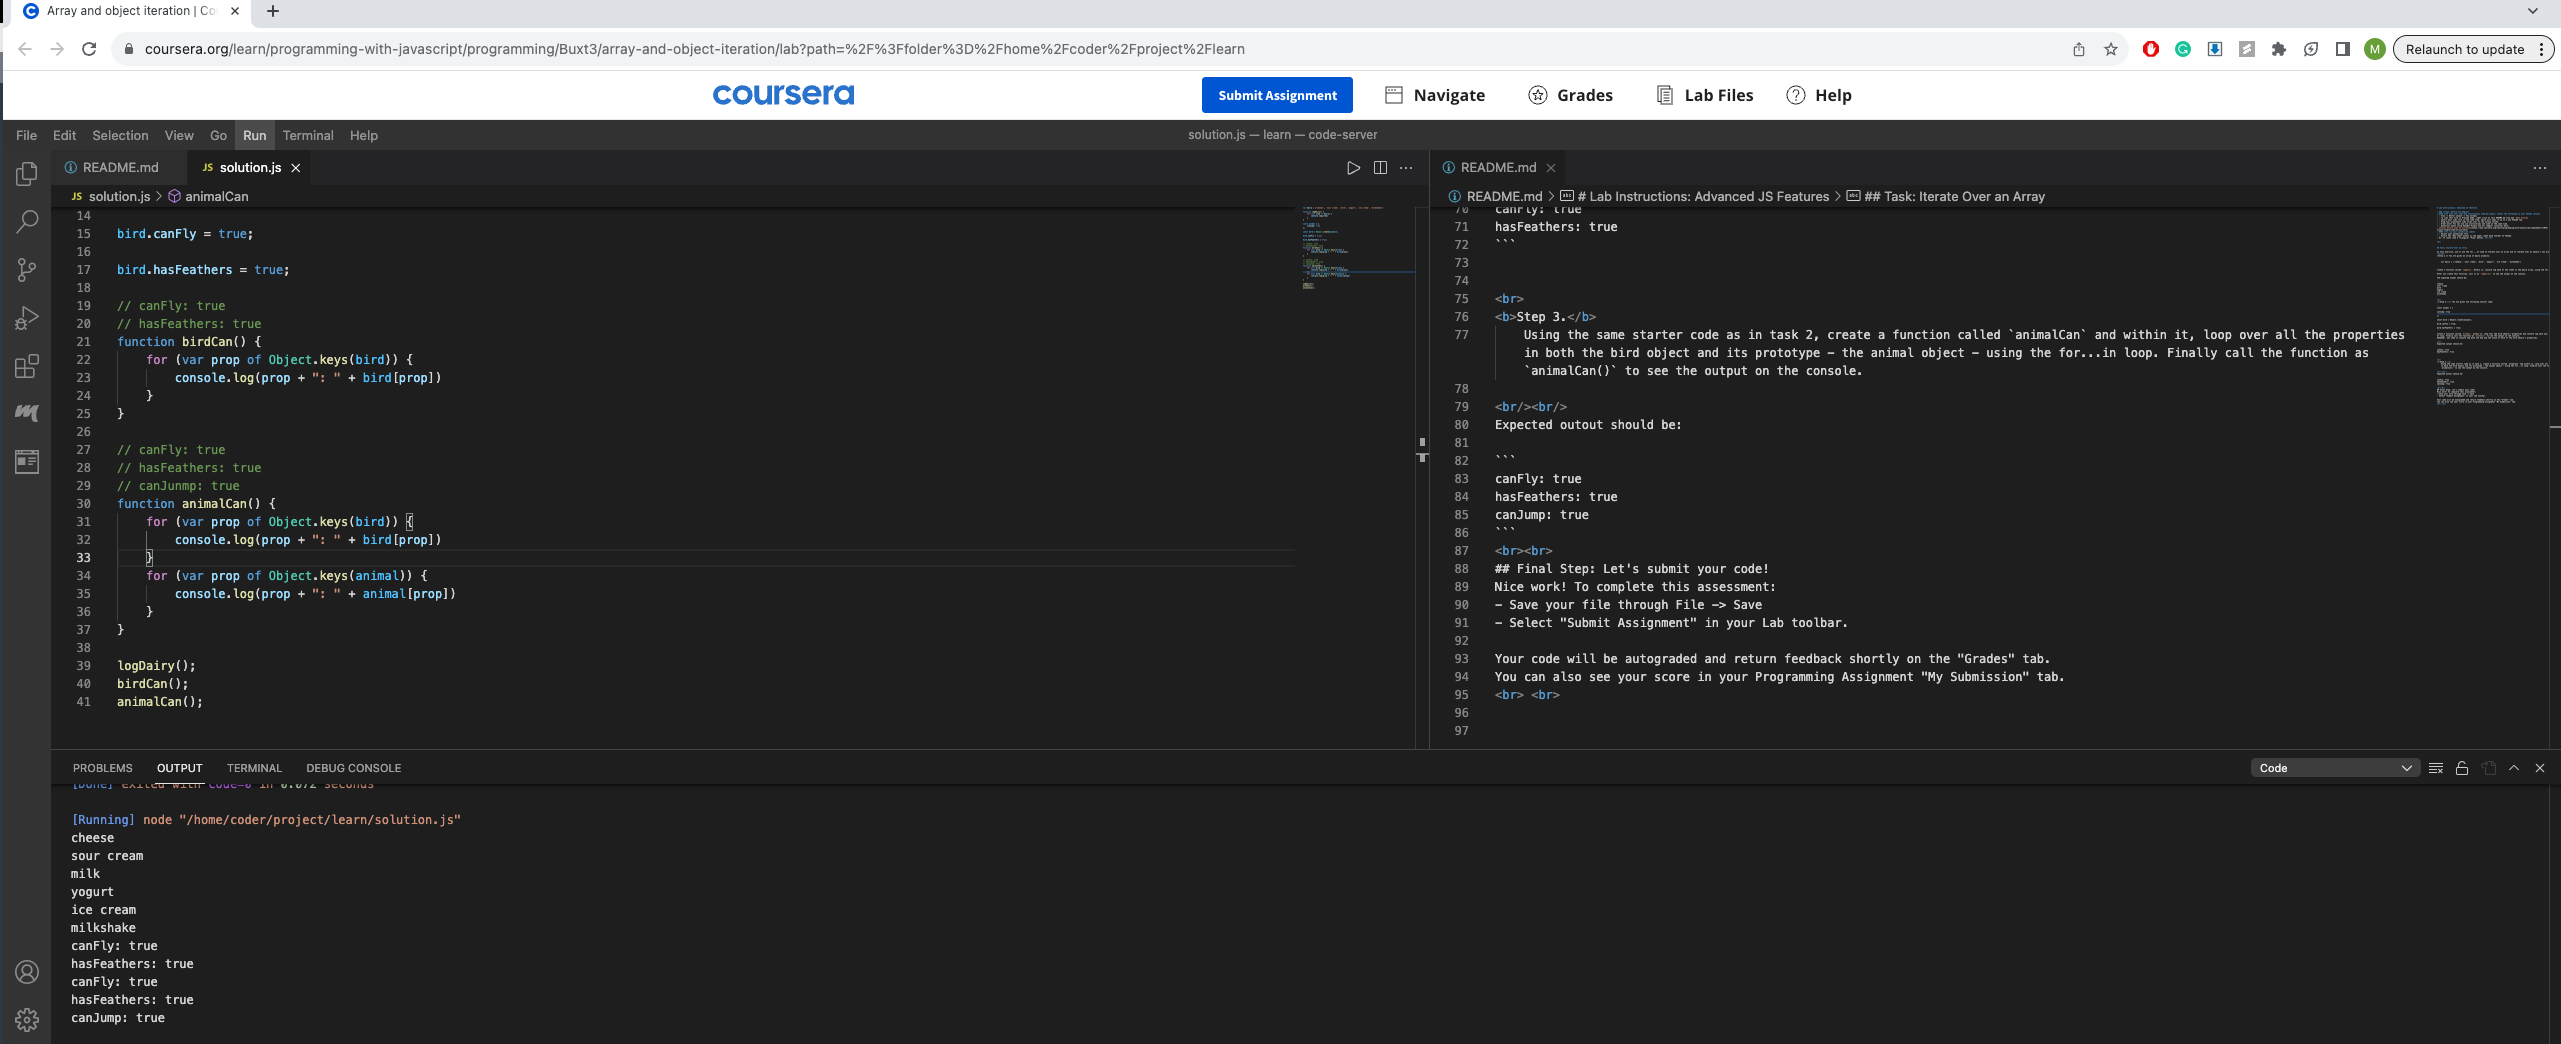 Array and object iteration | Co
coursera.org/learn/programming-with-javascript/programming/Buxt3/array-and-object-iteration/lab?path=%2F%3Ffolder%3D%2Fhome%2Fcoder%2Fproject%2Flearn
M
Relaunch to update
coursera
Submit Assignment
Navigate
Grades
Lab Files
Help
File Edit Selection View Go Run Terminal Help
solution.js — learn — code-server
README.md
JS solution.js
JS solution.js > animalCan
14
15 bird.canFly = true;
16
17 bird.hasFeathers = true;
18
19 // canFly: true
20 // hasFeathers: true
21 function birdCan() {
22 for (var prop of Object.keys(bird)) {
23 console.log(prop + ": " + bird[prop])
24 }
25 }
26
27 // canFly: true
28 // hasFeathers: true
29 // canJunmp: true
30 function animalCan() {
31 for (var prop of Object.keys(bird)) {
32 console.log(prop + ": " + bird[prop])
33 }
34 for (var prop of Object.keys(animal)) {
35 console.log(prop + ": " + animal[prop])
36 }
37 }
38
39 logDairy();
40 birdCan();
41 animalCan();
README.md
README.md > # Lab Instructions: Advanced JS Features > ## Task: Iterate Over an Array
70 canFly: true
71 hasFeathers: true
72 ```
73
74
75 <br>
76 <b>Step 3.</b>
77 Using the same starter code as in task 2, create a function called `animalCan` and within it, loop over all the properties
in both the bird object and its prototype - the animal object - using the for...in loop. Finally call the function as
`animalCan()` to see the output on the console.
78
79 <br/><br/>
80 Expected outout should be:
81
82 ```
83 canFly: true
84 hasFeathers: true
85 canJump: true
86 ```
87 <br><br>
88 ## Final Step: Let's submit your code!
89 Nice work! To complete this assessment:
90 - Save your file through File -> Save
91 - Select "Submit Assignment" in your Lab toolbar.
92
93 Your code will be autograded and return feedback shortly on the "Grades" tab.
94 You can also see your score in your Programming Assignment "My Submission" tab.
95 <br> <br>
96
97
PROBLEMS OUTPUT TERMINAL DEBUG CONSOLE
Code
[Done] exited with code=0 in 0.072 seconds
[Running] node "/home/coder/project/learn/solution.js"
cheese
sour cream
milk
yogurt
ice cream
milkshake
canFly: true
hasFeathers: true
canFly: true
hasFeathers: true
canJump: true